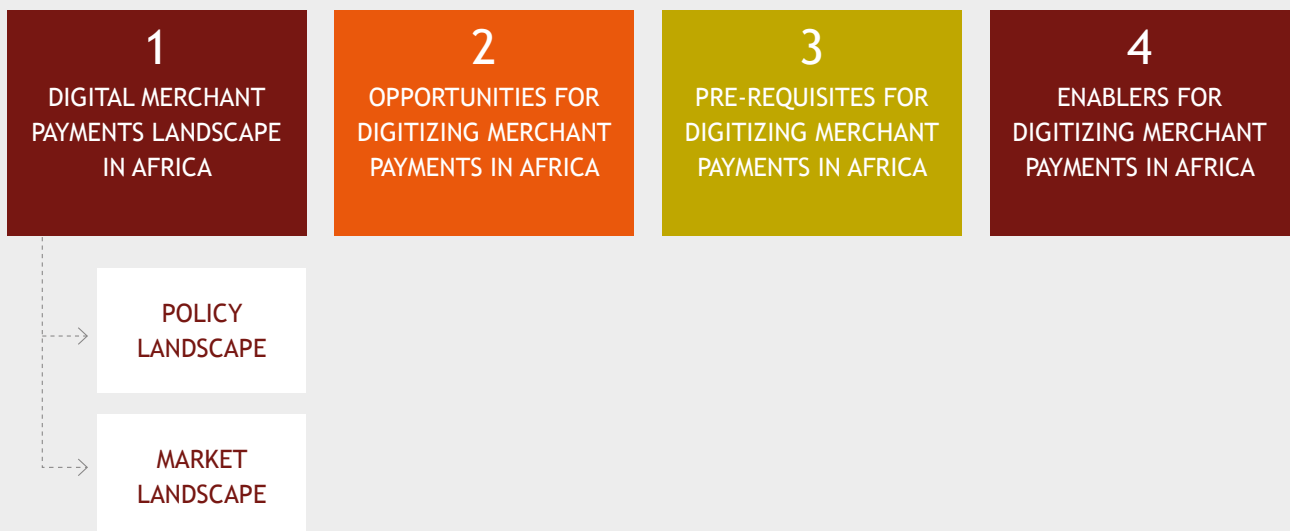 1
DIGITAL MERCHANT
PAYMENTS LANDSCAPE
IN AFRICA
2
OPPORTUNITIES FOR
DIGITIZING MERCHANT
PAYMENTS IN AFRICA
3
PRE-REQUISITES FOR
DIGITIZING MERCHANT
PAYMENTS IN AFRICA
4
ENABLERS FOR
DIGITIZING MERCHANT
PAYMENTS IN AFRICA
POLICY
LANDSCAPE
MARKET
LANDSCAPE